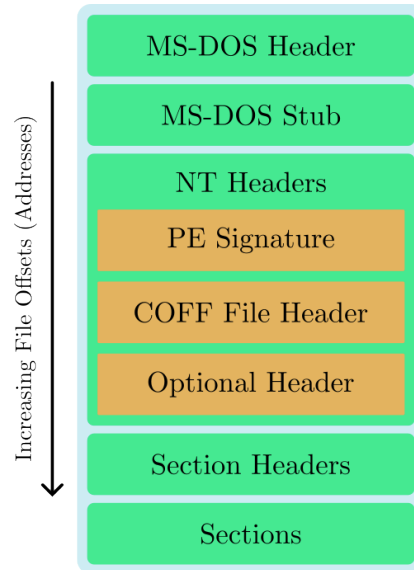 MS-DOS Header
MS-DOS Stub
NT Headers
PE Signature
COFF File Header
Optional Header
Section Headers
Sections
Increasing File Offsets (Addresses)